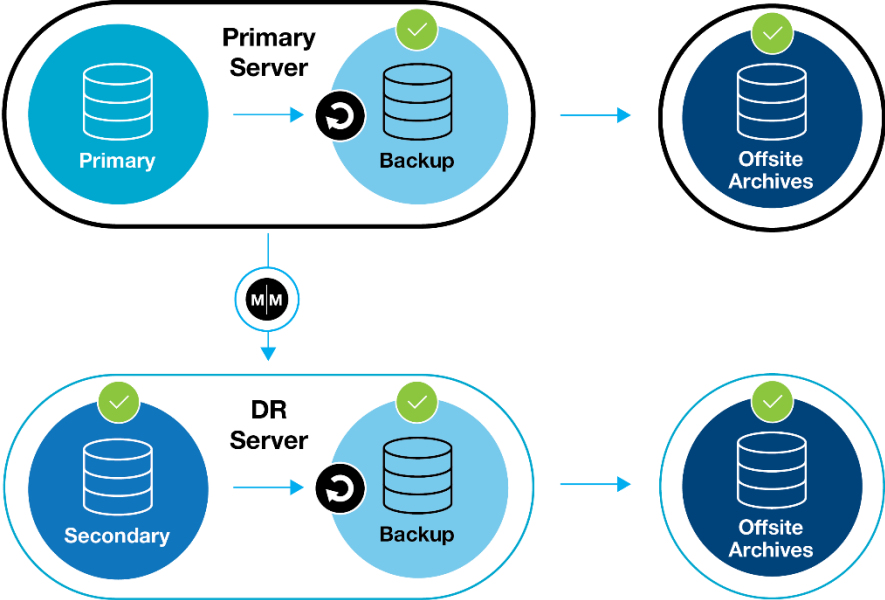 Primary
Server
Primary
Backup
Offsite
Archives
M|M
DR
Server
Secondary
Backup
Offsite
Archives